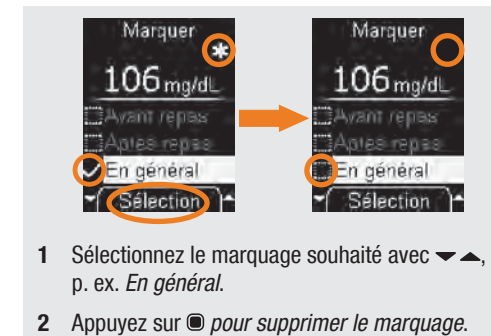 Marquer
106 mg/dL
Avant repas
Après repas
En général
Sélection
Marquer
106 mg/dL
Avant repas
Après repas
En général
Sélection
1 Sélectionnez le marquage souhaité avec ▼▲,
p. ex. En général.
2 Appuyez sur pour supprimer le marquage.